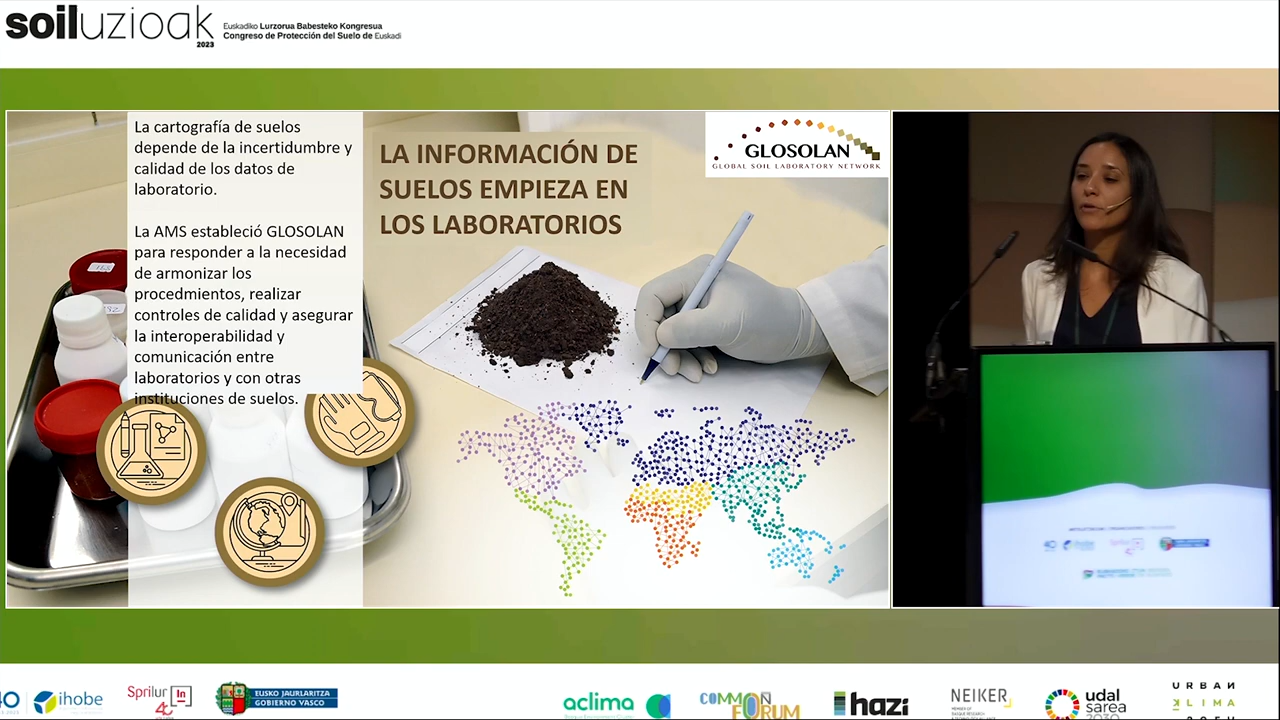 soiluzioak
2023
Euskadiko Lurzorua Babesteko Kongresua
Congreso de Protección del Suelo de Euskadi
La cartografía de suelos
depende de la incertidumbre y
calidad de los datos de
laboratorio.
La AMS estableció GLOSOLAN
para responder a la necesidad
de armonizar los
procedmientos, realizar
controles de calidad y asegurar
la interoperabilidad y
comunicación entre
laboratorios y con otras
instituciones de suelos.
LA INFORMACIÓN DE
SUELOS EMPIEZA EN
LOS LABORATORIOS
GLOSOLAN
GLOBAL SOIL LABORATORY NETWORK
ihobe
Sprilur
EUSKO JAURLARITZA
GOBIERNO VASCO
aclima
COMMON
FORUM
hazi
NEIKER
udal
sarea
2030
URBAN
KLIMA